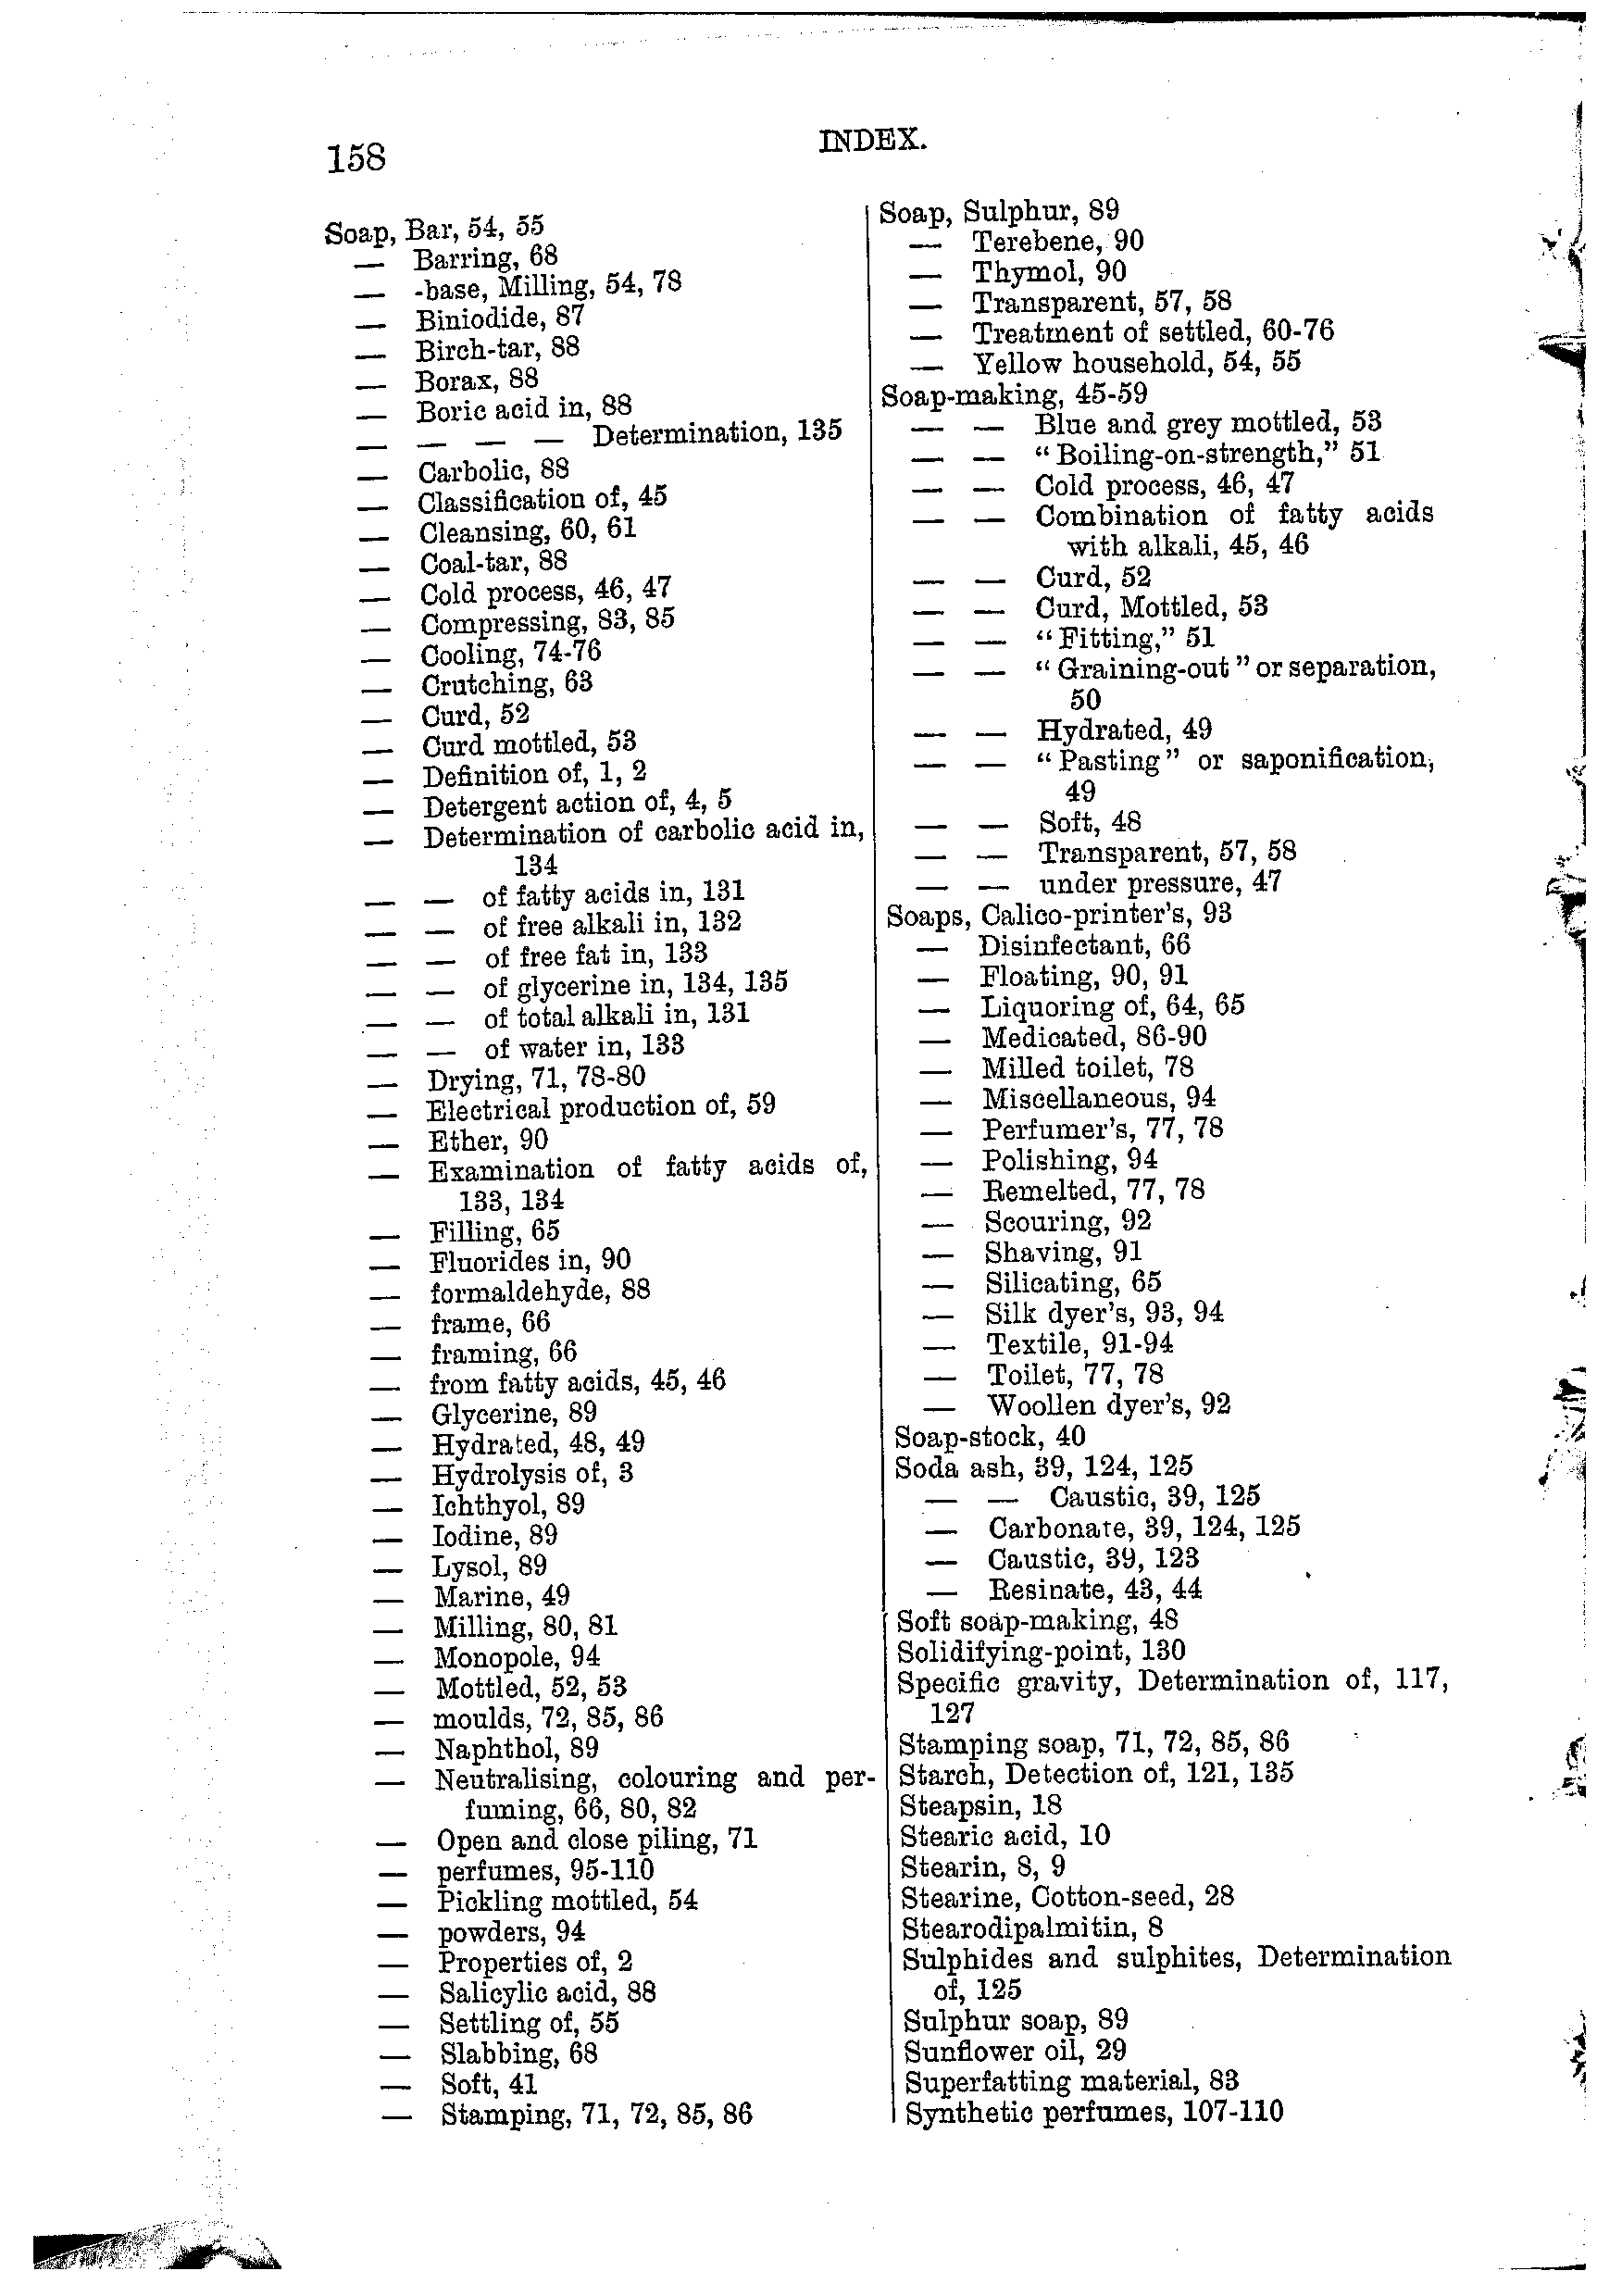 158
INDEX.
Soap, Bar, 54, 55
— Barring, 68
— -base, Milling, 54, 78
— Biniodide, 87
— Birch-tar, 88
— Borax, 88
— Boric acid in, 88
— — — — Determination, 135
— Carbolic, 88
— Classification of, 45
— Cleansing, 60, 61
— Coal-tar, 88
— Cold process, 46, 47
— Compressing, 83, 85
— Cooling, 74-76
— Crutching, 63
— Curd, 52
— Curd mottled, 53
— Definition of, 1, 2
— Detergent action of, 4, 5
— Determination of carbolic acid in,
134
— — of fatty acids in, 131
— — of free alkali in, 132
— — of free fat in, 133
— — of glycerine in, 134, 135
— — of total alkali in, 131
— — of water in, 133
— Drying, 71, 78-80
— Electrical production of, 59
— Ether, 90
— Examination of fatty acids of,
133, 134
— Filling, 65
— Fluorides in, 90
— formaldehyde, 88
— frame, 66
— framing, 66
— from fatty acids, 45, 46
— Glycerine, 89
— Hydrated, 48, 49
— Hydrolysis of, 3
— Ichthyol, 89
— Iodine, 89
— Lysol, 89
— Marine, 49
— Milling, 80, 81
— Monopole, 94
— Mottled, 52, 53
— moulds, 72, 85, 86
— Naphthol, 89
— Neutralising, colouring and per-
fuming, 66, 80, 82
— Open and close piling, 71
— perfumes, 95-110
— Pickling mottled, 54
— powders, 94
— Properties of, 2
— Salicylic acid, 88
— Settling of, 55
— Slabbing, 68
— Soft, 41
— Stamping, 71, 72, 85, 86
Soap, Sulphur, 89
— Terebene, 90
— Thymol, 90
— Transparent, 57, 58
— Treatment of settled, 60-76
— Yellow household, 54, 55
Soap-making, 45-59
— — Blue and grey mottled, 53
— — "Boiling-on-strength," 51
— — Cold process, 46, 47
— — Combination of fatty acids
with alkali, 45, 46
— — Curd, 52
— — Curd, Mottled, 53
— — "Fitting," 51
— — "Graining-out" or separation,
50
— — Hydrated, 49
— — "Pasting" or saponification,
49
— — Soft, 48
— — Transparent, 57, 58
— — under pressure, 47
Soaps, Calico-printer's, 93
— Disinfectant, 66
— Floating, 90, 91
— Liquoring of, 64, 65
— Medicated, 86-90
— Milled toilet, 78
— Miscellaneous, 94
— Perfumer's, 77, 78
— Polishing, 94
— Remelted, 77, 78
— Scouring, 92
— Shaving, 91
— Silicating, 65
— Silk dyer's, 93, 94
— Textile, 91-94
— Toilet, 77, 78
— Woollen dyer's, 92
Soap-stock, 40
Soda ash, 39, 124, 125
— — Caustic, 39, 125
— Carbonate, 39, 124, 125
— Caustic, 39, 123
— Resinate, 43, 44
Soft soap-making, 48
Solidifying-point, 130
Specific gravity, Determination of, 117,
127
Stamping soap, 71, 72, 85, 86
Starch, Detection of, 121, 135
Steapsin, 18
Stearic acid, 10
Stearin, 8, 9
Stearine, Cotton-seed, 28
Stearodipalmitin, 8
Sulphides and sulphites, Determination
of, 125
Sulphur soap, 89
Sunflower oil, 29
Superfatting material, 83
Synthetic perfumes, 107-110